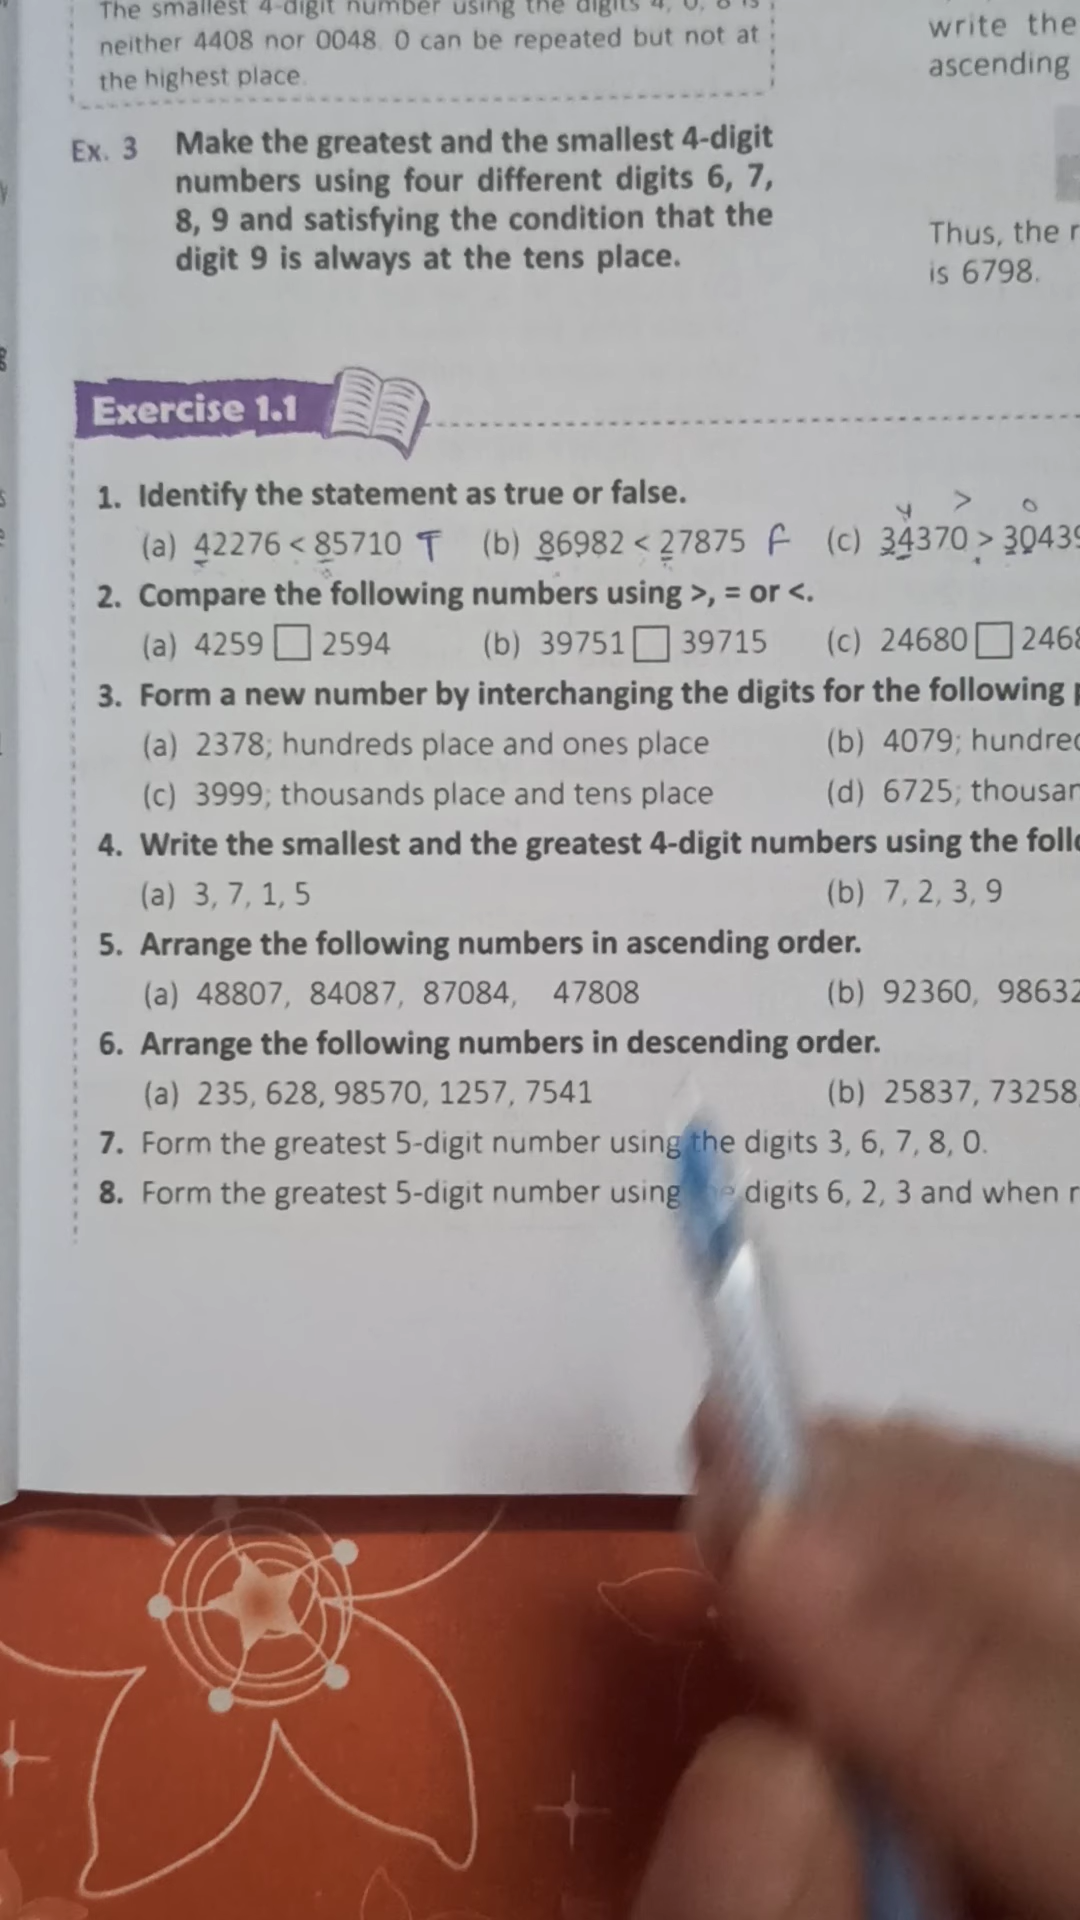 The smallest 4-digit number using the digits 4, 0, 8 is
neither 4408 nor 0048. 0 can be repeated but not at
the highest place.
write the
ascending
Ex. 3 Make the greatest and the smallest 4-digit
numbers using four different digits 6, 7,
8, 9 and satisfying the condition that the
digit 9 is always at the tens place.
Thus, the
is 6798.
Exercise 1.1
1. Identify the statement as true or false.
4 > 0
(a) 42276 < 85710 T (b) 86982 < 27875 F (c) 34370 > 3043
2. Compare the following numbers using >, = or <.
(a) 4259 □ 2594 (b) 39751 □ 39715 (c) 24680 □ 246
3. Form a new number by interchanging the digits for the following
(a) 2378; hundreds place and ones place (b) 4079; hundre
(c) 3999; thousands place and tens place (d) 6725; thousa
4. Write the smallest and the greatest 4-digit numbers using the foll
(a) 3, 7, 1, 5 (b) 7, 2, 3, 9
5. Arrange the following numbers in ascending order.
(a) 48807, 84087, 87084, 47808 (b) 92360, 98632
6. Arrange the following numbers in descending order.
(a) 235, 628, 98570, 1257, 7541 (b) 25837, 73258
7. Form the greatest 5-digit number using the digits 3, 6, 7, 8, 0.
8. Form the greatest 5-digit number using digits 6, 2, 3 and when